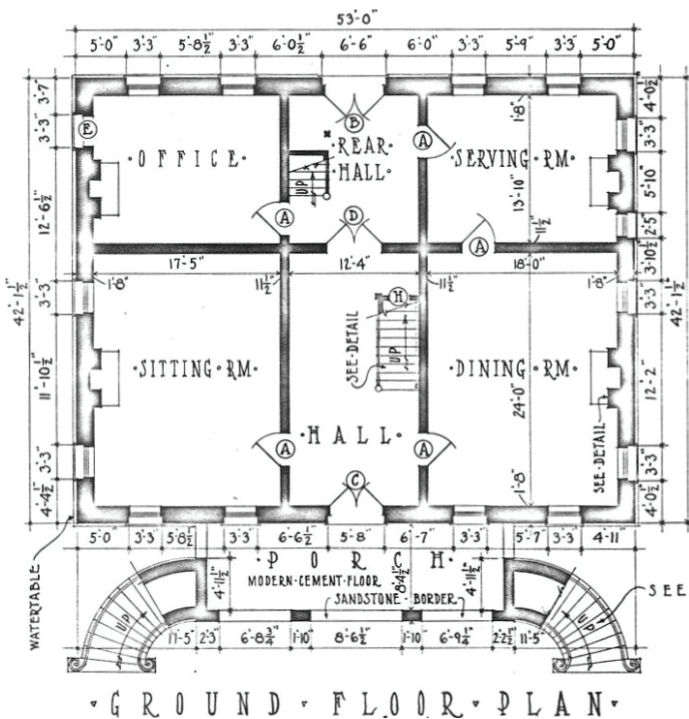 53'-0"
5'-0" 3'-3" 5'-8½" 3'-3" 6'-0½" 6'-6" 6'-0" 3'-3" 5'-9" 3'-3" 5'-0"
3'-7" 4'-0½"
E B A 1'-8"
3'-3" 3'-3"
·OFFICE· ·REAR HALL· ·SERVING RM·
UP
12'-6½" 13'-10" 5'-10"
A D A 11½" 2'-5"
3'-10½"
17'-5" 12'-4" 18'-0"
1'-8" 11½" 11½" 1'-8"
42'-1½" 42'-1½"
3'-3" H 3'-3"
SEE·DETAIL UP
·SITTING RM· ·DINING RM·
11'-10½" 24'-0" 12'-2"
SEE·DETAIL
·HALL·
A A
3'-3" 3'-3"
C 1'-8"
4'-4½" 4'-0½"
5'-0" 3'-3" 5'-8½" 3'-3" 6'-6½" 5'-8" 6'-7" 3'-3" 5'-7" 3'-3" 4'-11"
WATERTABLE
·PORCH·
4'-11½" MODERN·CEMENT·FLOOR 8'-4½" 4'-11½"
SANDSTONE·BORDER
SEE
UP UP
2'-3" 6'-8¾" 1'-10" 8'-6½" 1'-10" 6'-9¼" 2'-2½" 11'-5"
·GROUND·FLOOR·PLAN·